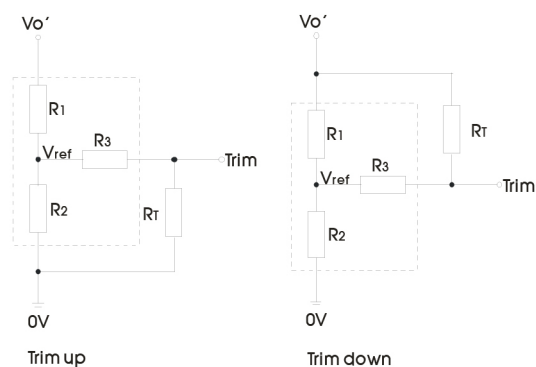 Vo´
R1
R3
Vref
Trim
R2
RT
0V
Trim up
Vo´
R1
RT
R3
Vref
Trim
R2
0V
Trim down